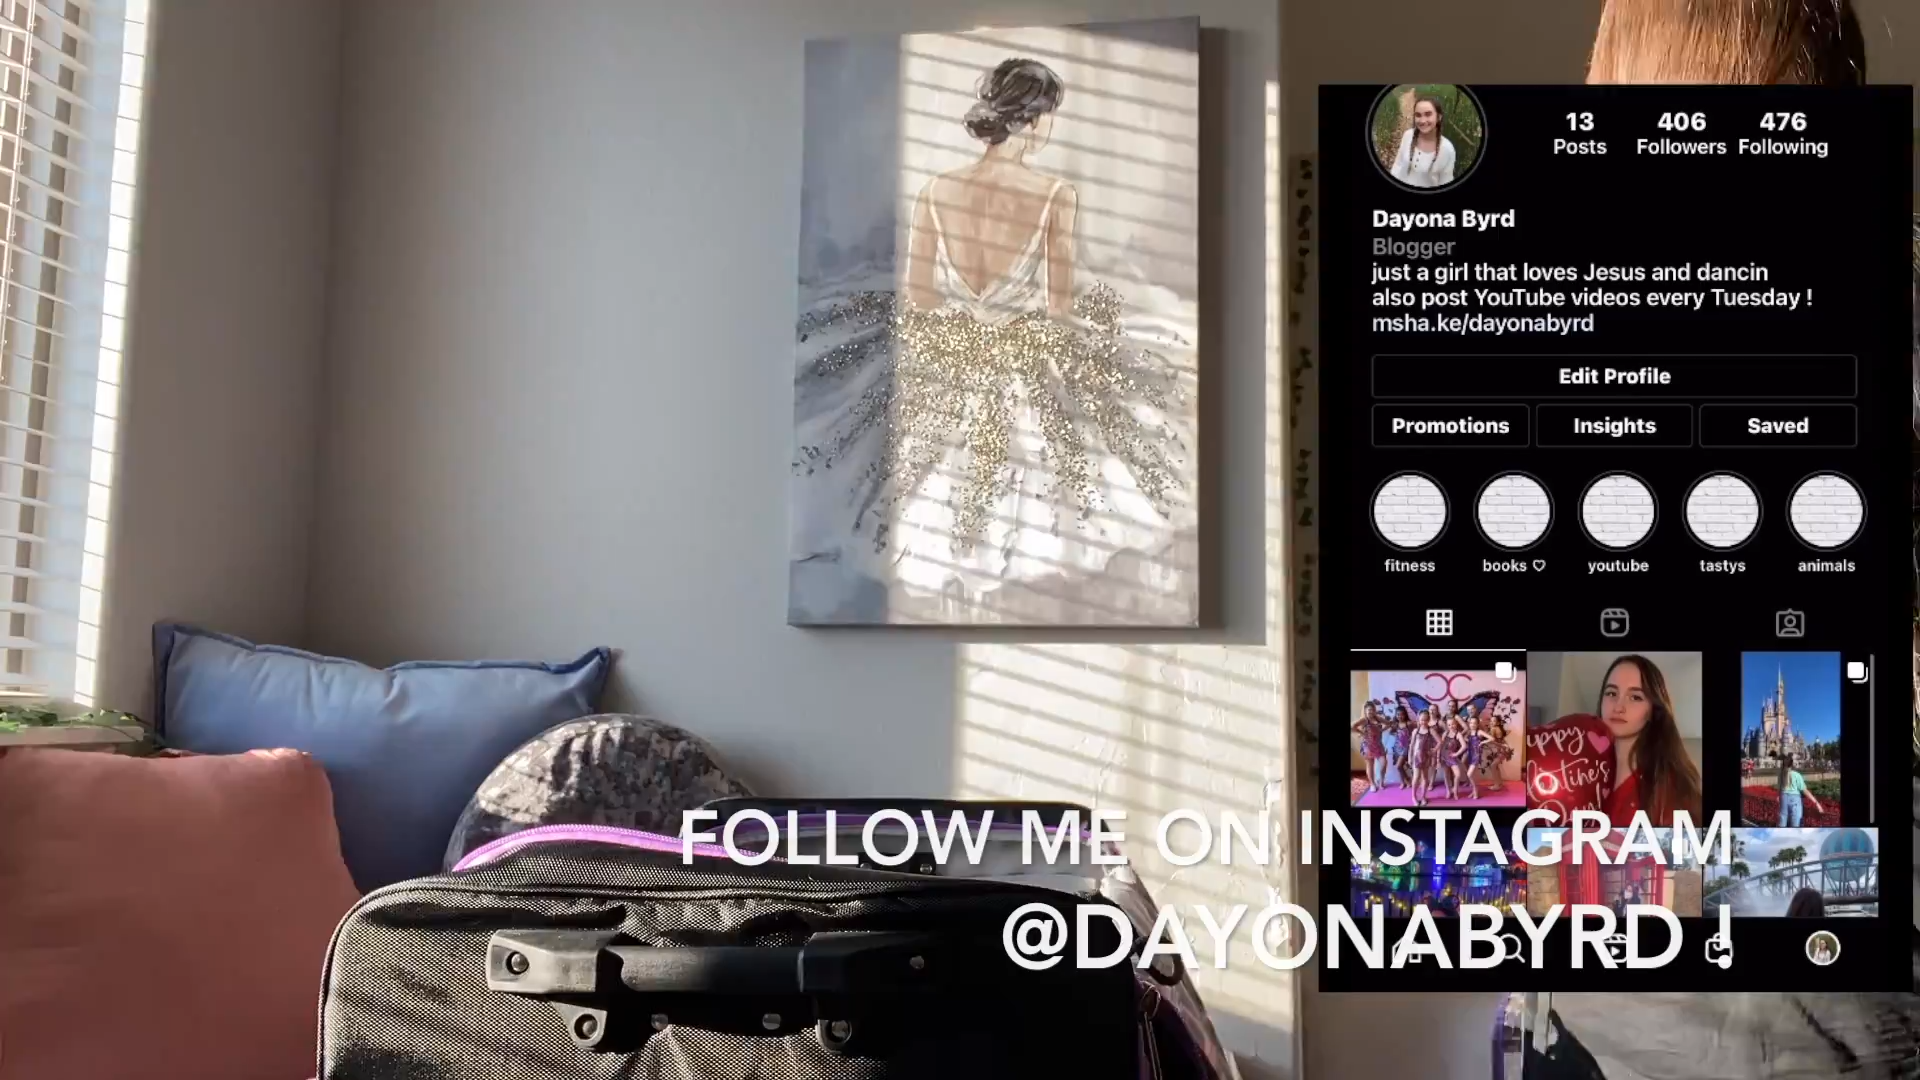 13 406 476
Posts Followers Following
Dayona Byrd
Blogger
just a girl that loves Jesus and dancin
also post YouTube videos every Tuesday !
msha.ke/dayonabyrd
Edit Profile
Promotions Insights Saved
fitness books ♡ youtube tastys animals
FOLLOW ME ON INSTAGRAM
@DAYONABYRD !